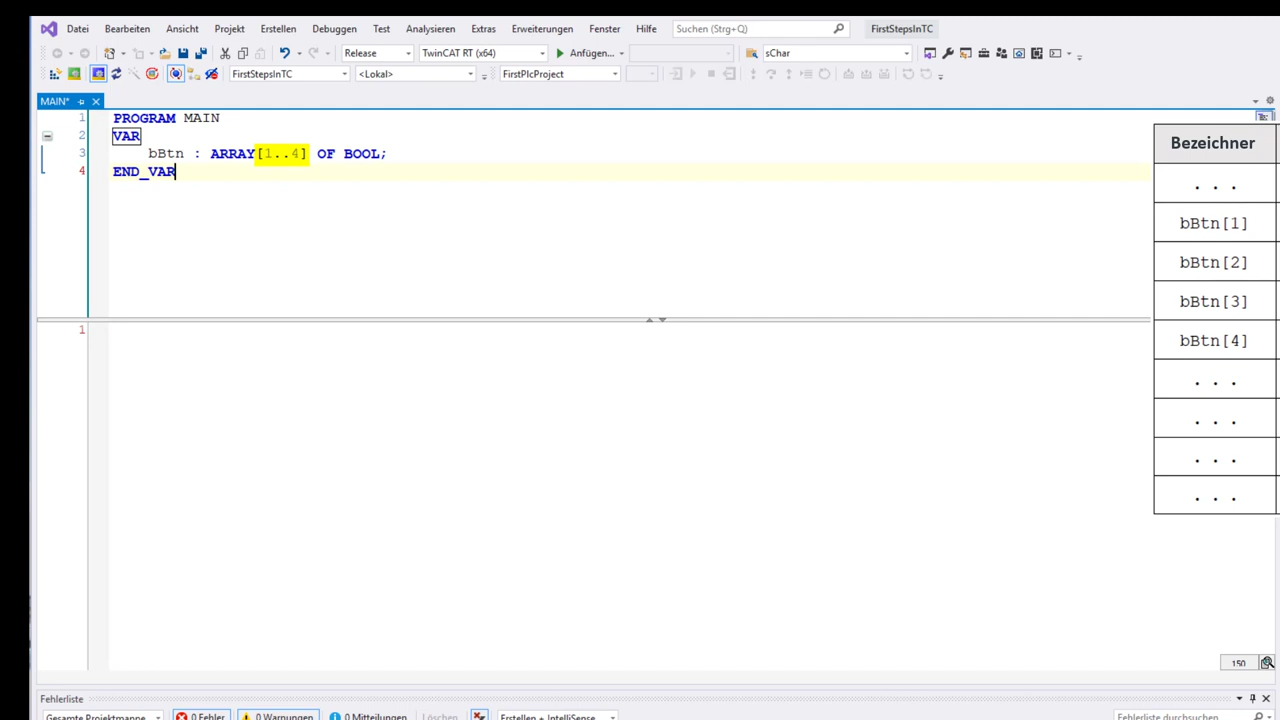 Datei Bearbeiten Ansicht Projekt Erstellen Debuggen Test Analysieren Extras Erweiterungen Fenster Hilfe Suchen (Strg+Q) FirstStepsInTC
Release TwinCAT RT (x64) Anfügen... sChar
FirstStepsInTC <Lokal> FirstPlcProject
MAIN*
1 PROGRAM MAIN
2 VAR
3 bBtn : ARRAY[1..4] OF BOOL;
4 END_VAR
1
Bezeichner
. . .
bBtn[1]
bBtn[2]
bBtn[3]
bBtn[4]
. . .
. . .
. . .
. . .
150
Fehlerliste
Gesamte Projektmappe 0 Fehler 0 Warnungen 0 Mitteilungen Löschen Erstellen + IntelliSense Fehlerliste durchsuchen